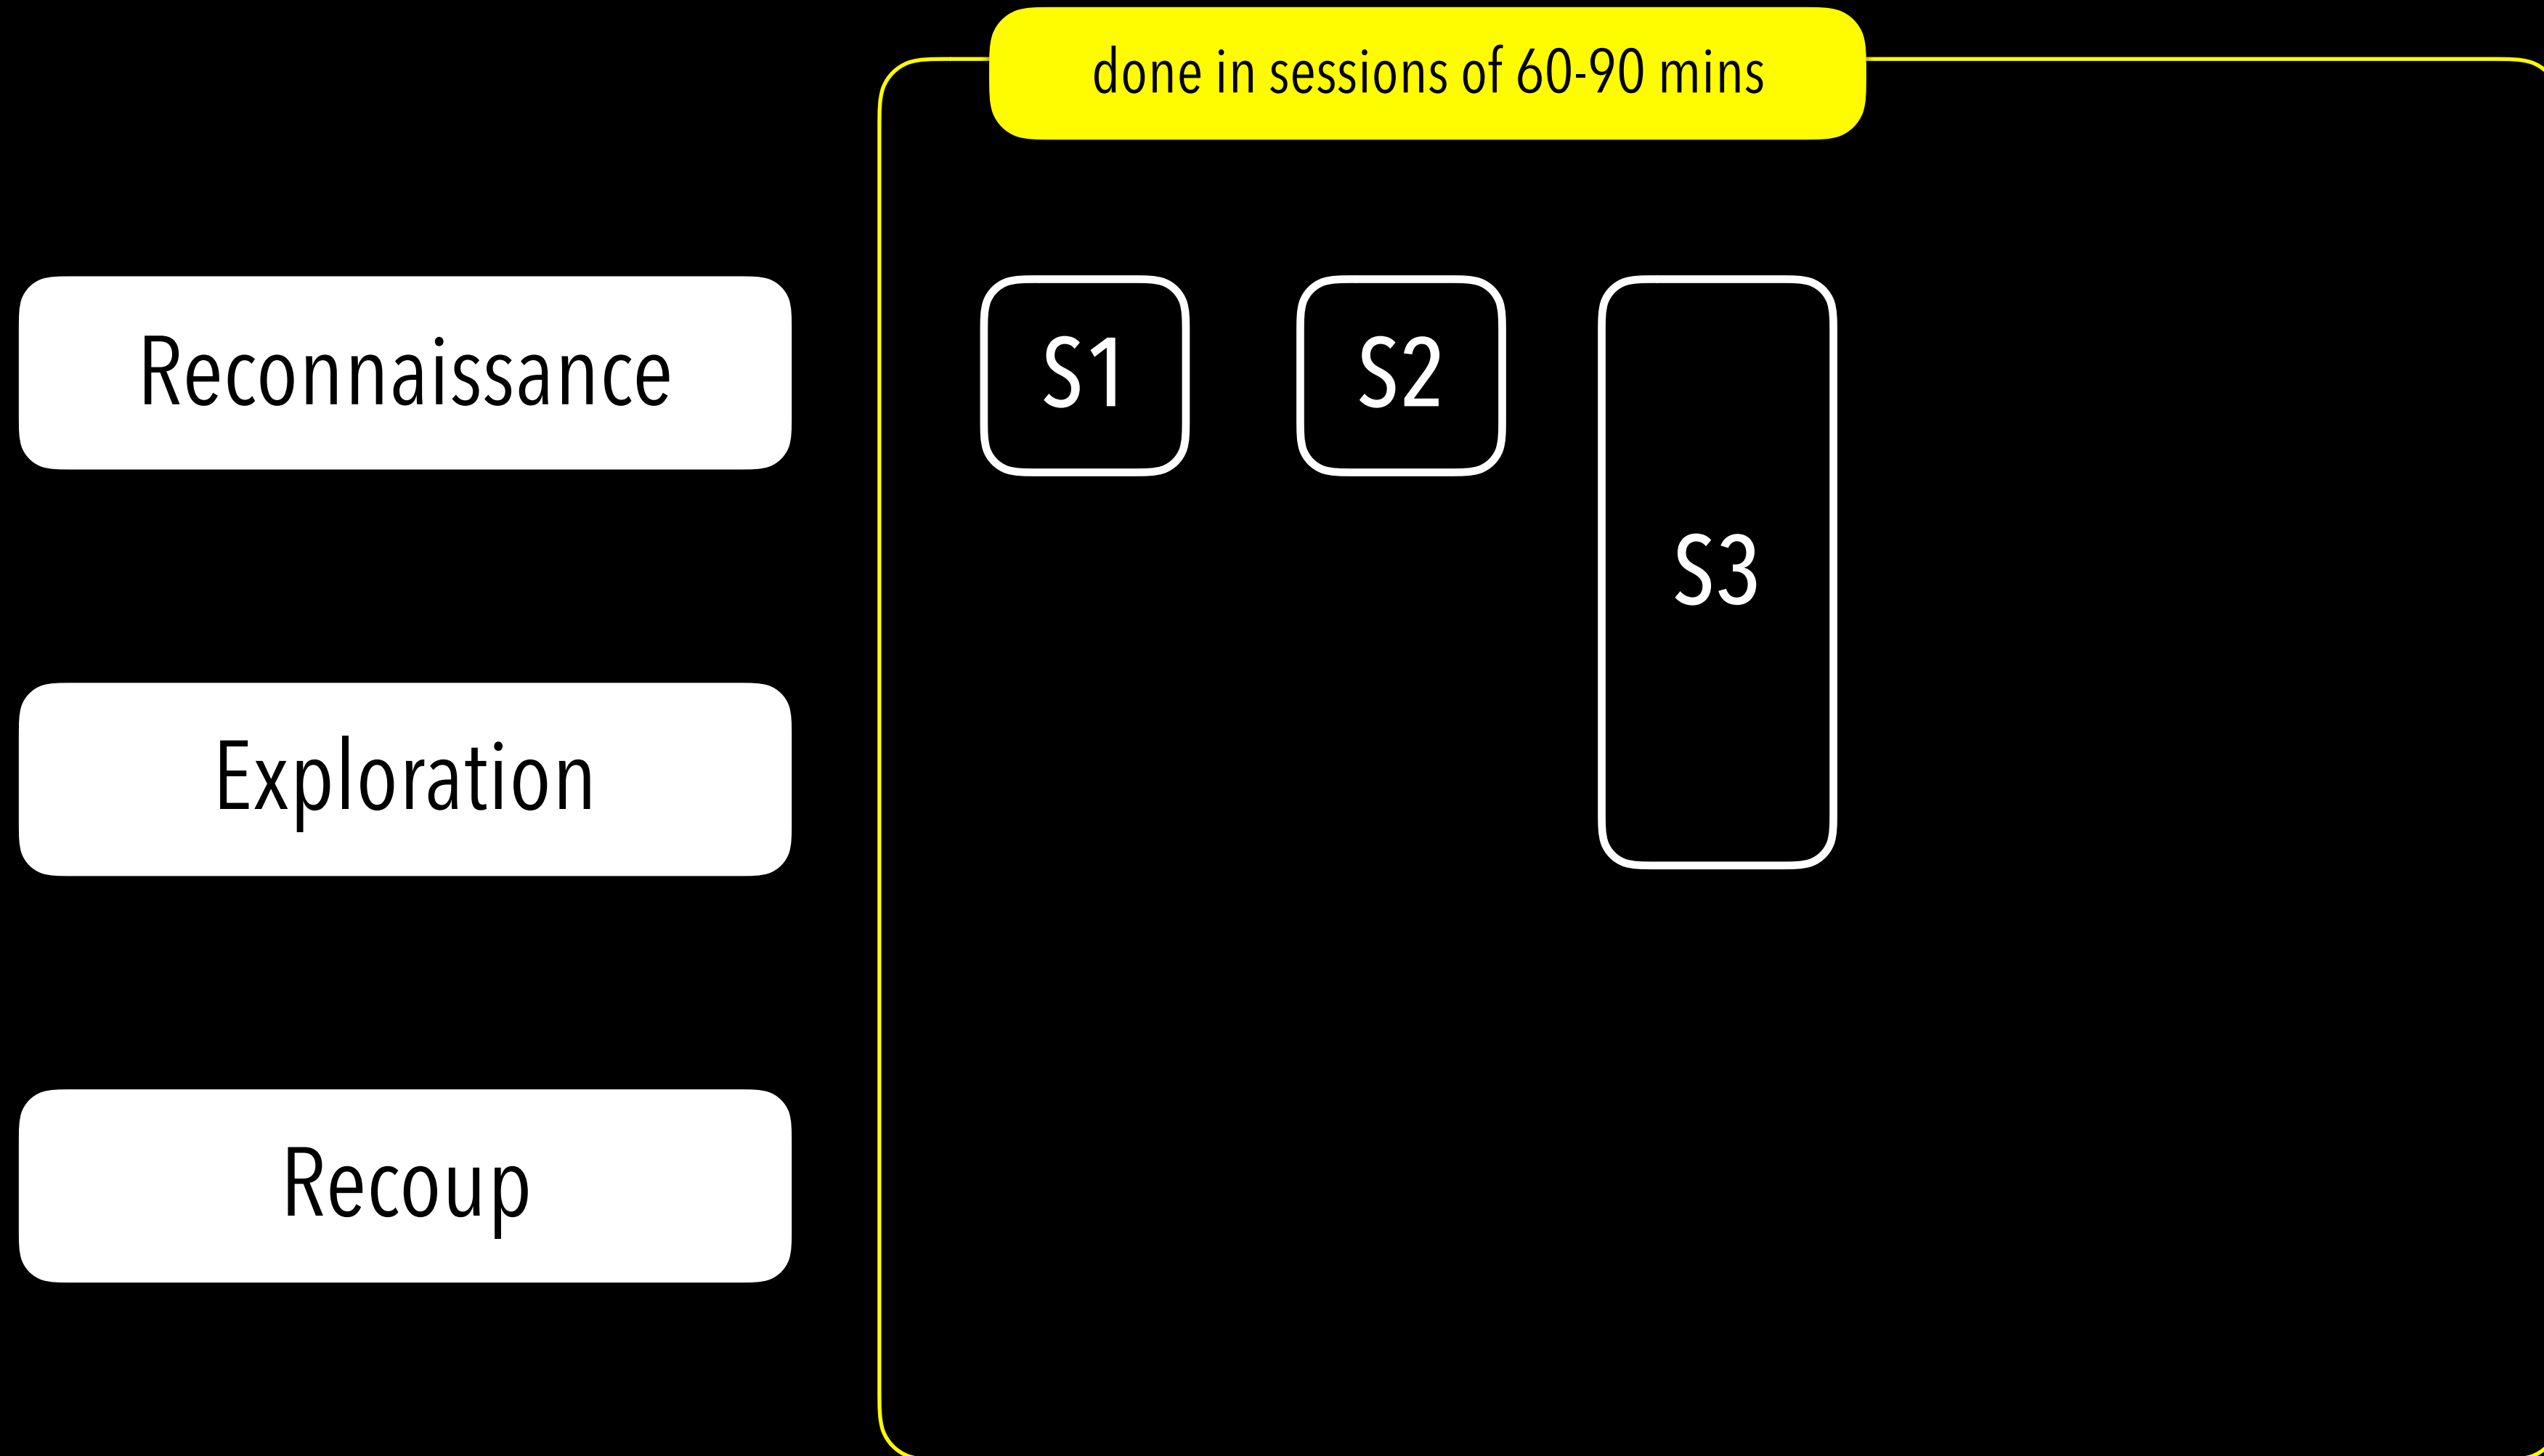 done in sessions of 60-90 mins
Reconnaissance
S1
S2
S3
Exploration
Recoup